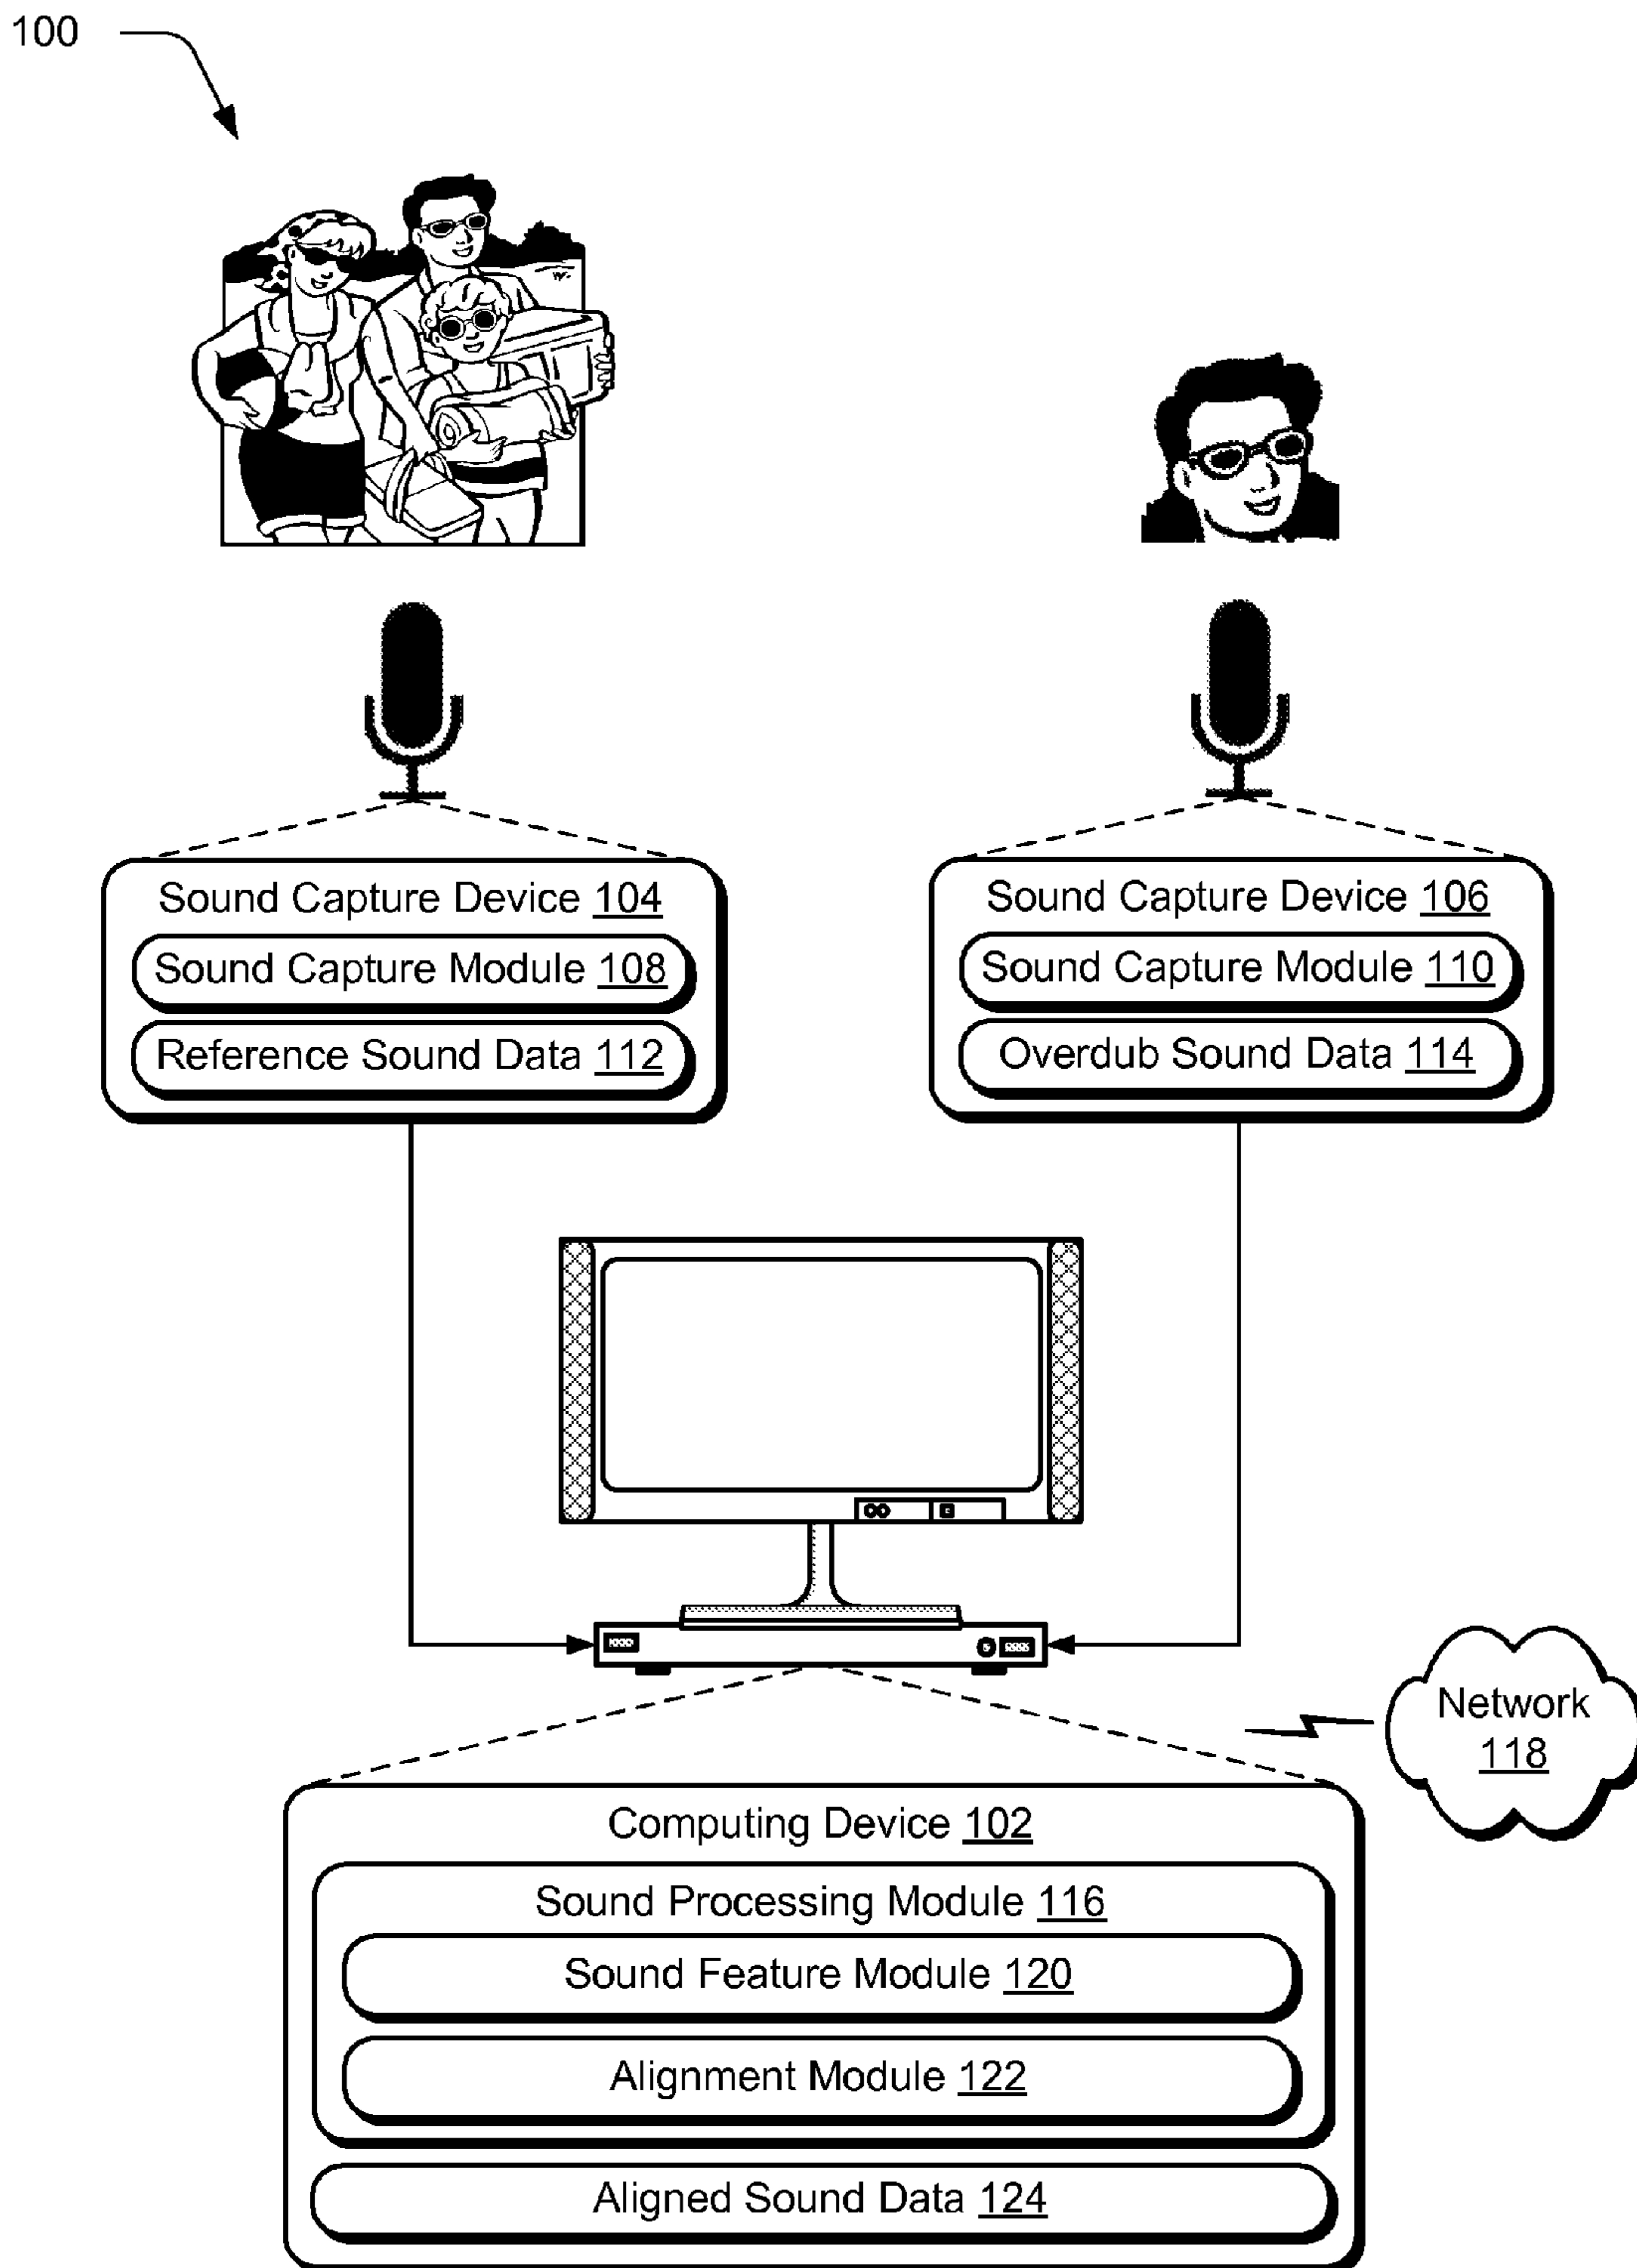 100
Sound Capture Device 104
Sound Capture Module 108
Reference Sound Data 112
Sound Capture Device 106
Sound Capture Module 110
Overdub Sound Data 114
Network
118
Computing Device 102
Sound Processing Module 116
Sound Feature Module 120
Alignment Module 122
Aligned Sound Data 124